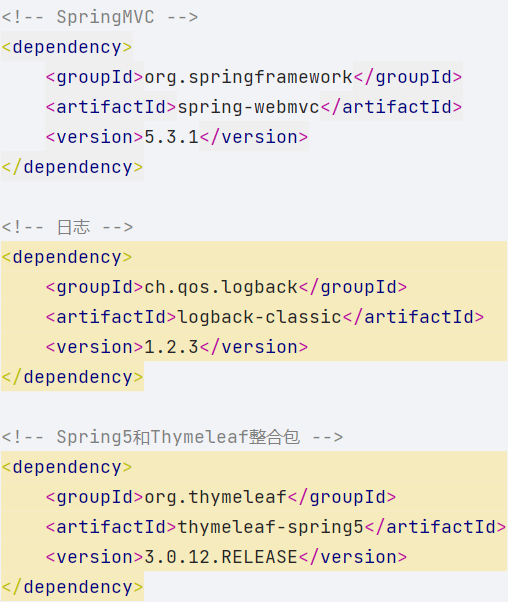 <!-- SpringMVC -->
<dependency>
    <groupId>org.springframework</groupId>
    <artifactId>spring-webmvc</artifactId>
    <version>5.3.1</version>
</dependency>

<!-- 日志 -->
<dependency>
    <groupId>ch.qos.logback</groupId>
    <artifactId>logback-classic</artifactId>
    <version>1.2.3</version>
</dependency>

<!-- Spring5和Thymeleaf整合包 -->
<dependency>
    <groupId>org.thymeleaf</groupId>
    <artifactId>thymeleaf-spring5</artifactId>
    <version>3.0.12.RELEASE</version>
</dependency>